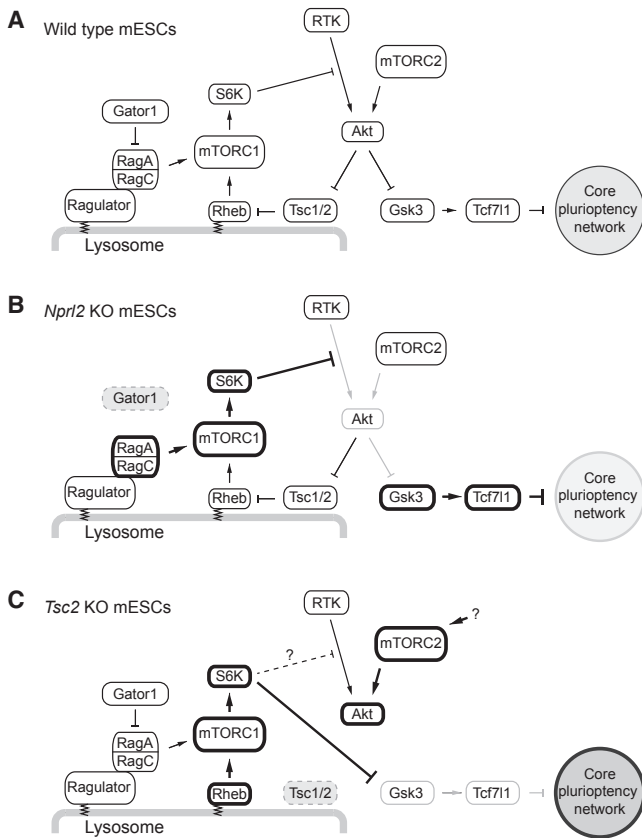 A
Wild type mESCs
RTK
mTORC2
S6K
Gator1
Akt
RagA
mTORC1
RagC
Ragulator
Rheb
Tsc1/2
Gsk3
Tcf7l1
Core
plurioptency
network
Lysosome
B
Nprl2 KO mESCs
RTK
mTORC2
S6K
Gator1
Akt
RagA
mTORC1
RagC
Ragulator
Rheb
Tsc1/2
Gsk3
Tcf7l1
Core
plurioptency
network
Lysosome
C
Tsc2 KO mESCs
RTK
?
mTORC2
?
S6K
Gator1
Akt
RagA
mTORC1
RagC
Ragulator
Rheb
Tsc1/2
Gsk3
Tcf7l1
Core
plurioptency
network
Lysosome